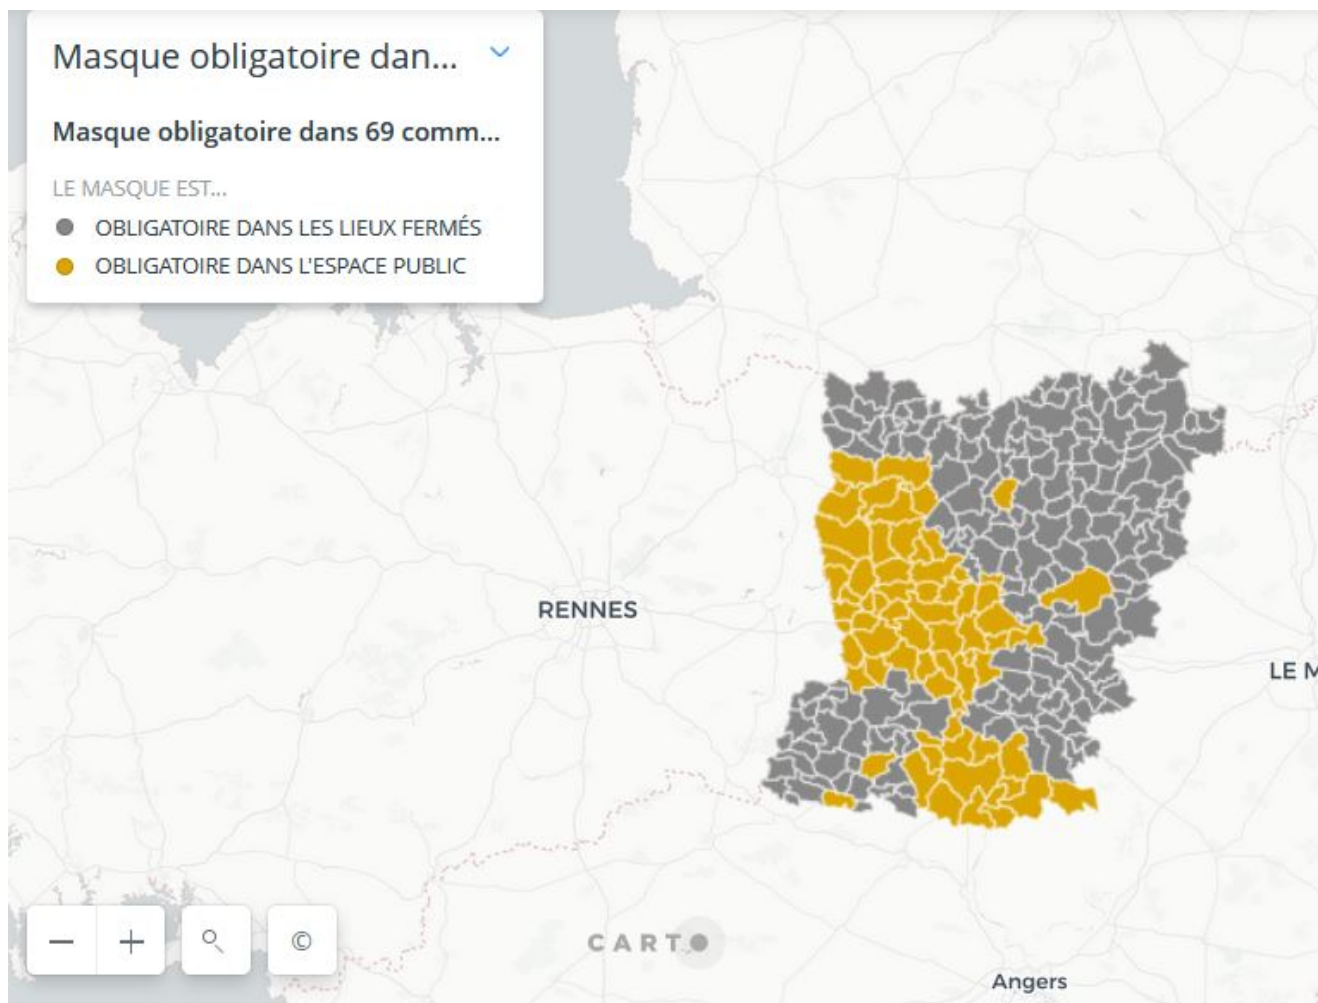 Masque obligatoire dan...
Masque obligatoire dans 69 comm...
LE MASQUE EST...
OBLIGATOIRE DANS LES LIEUX FERMÉS
OBLIGATOIRE DANS L'ESPACE PUBLIC
RENNES
LE M
©
CARTO
Angers